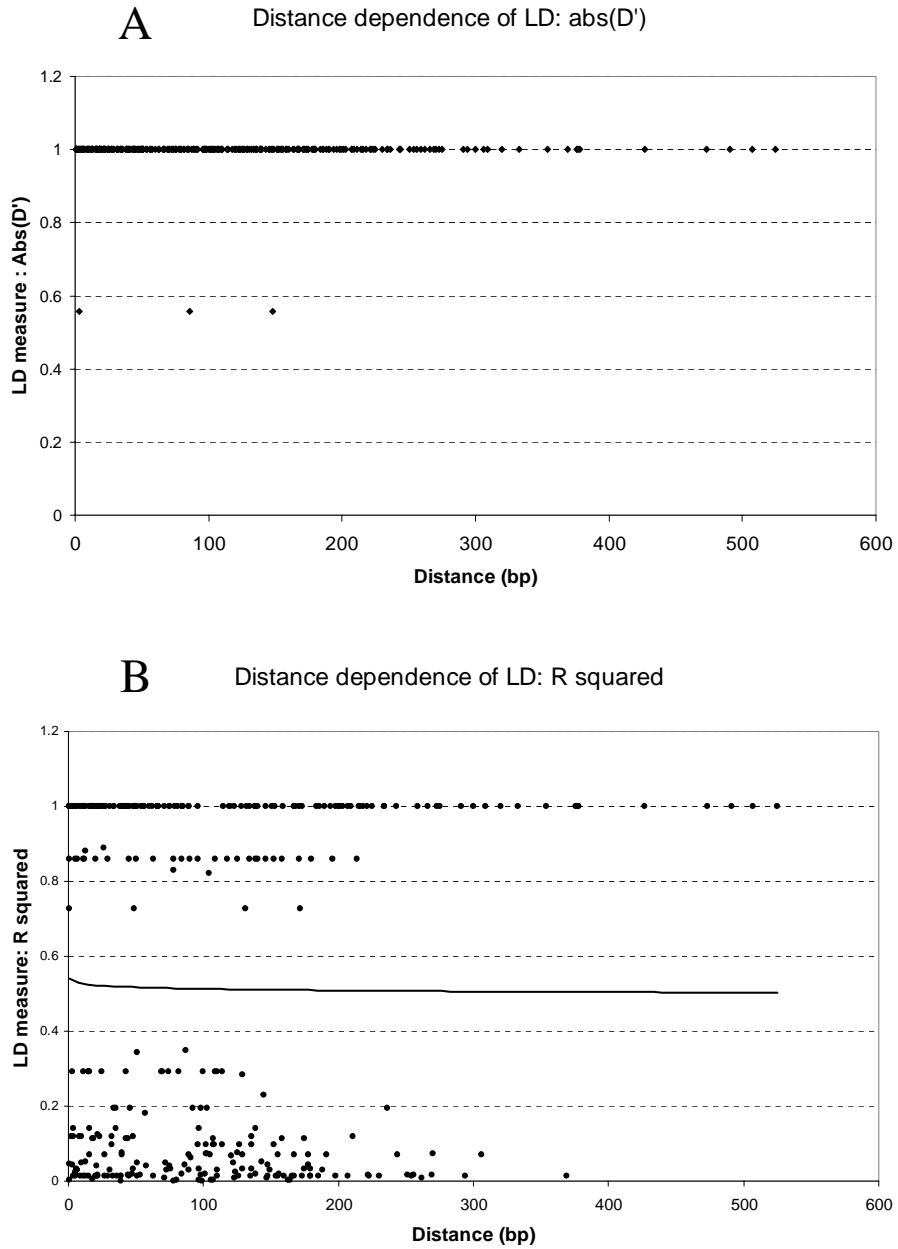 A
Distance dependence of LD: abs(D')
1.2
1
0.8
0.6
0.4
0.2
0
LD measure : Abs(D')
0 100 200 300 400 500 600
Distance (bp)
B
Distance dependence of LD: R squared
1.2
1
0.8
0.6
0.4
0.2
0
LD measure: R squared
0 100 200 300 400 500 600
Distance (bp)